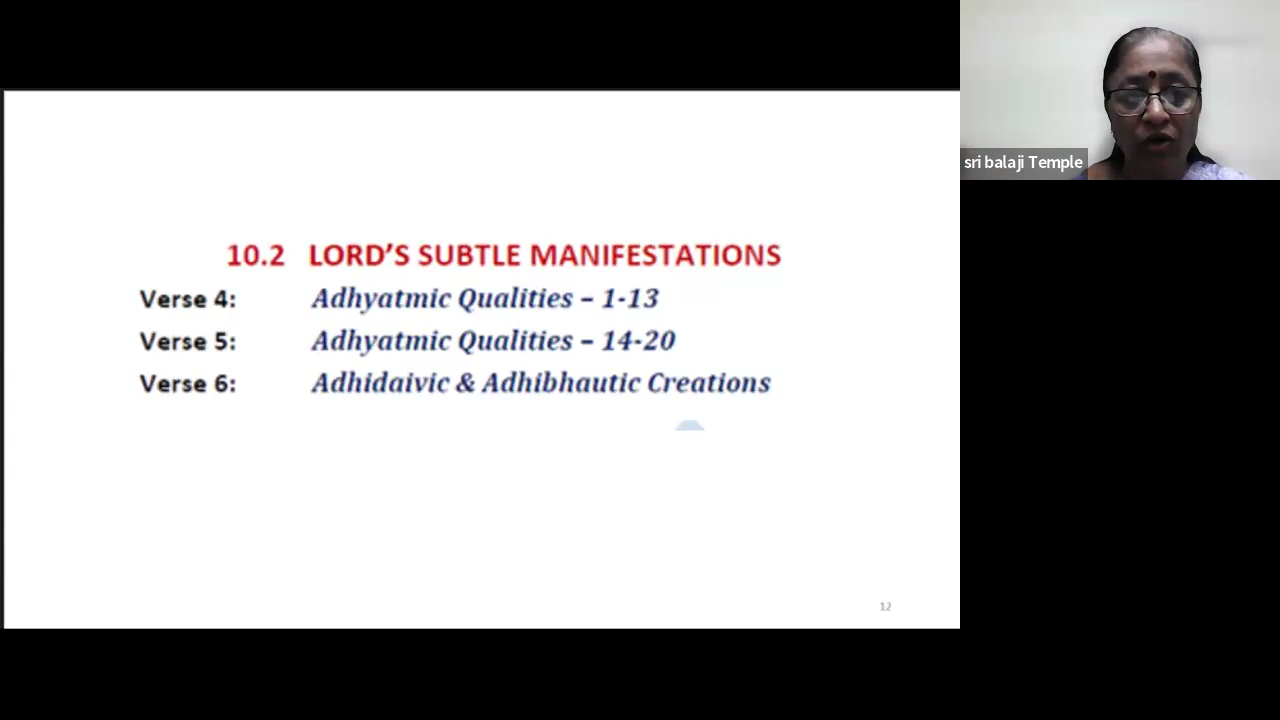 10.2 LORD’S SUBTLE MANIFESTATIONS
Verse 4: Adhyatmic Qualities – 1-13
Verse 5: Adhyatmic Qualities – 14-20
Verse 6: Adhidaivic & Adhibhautic Creations
12
sri balaji Temple